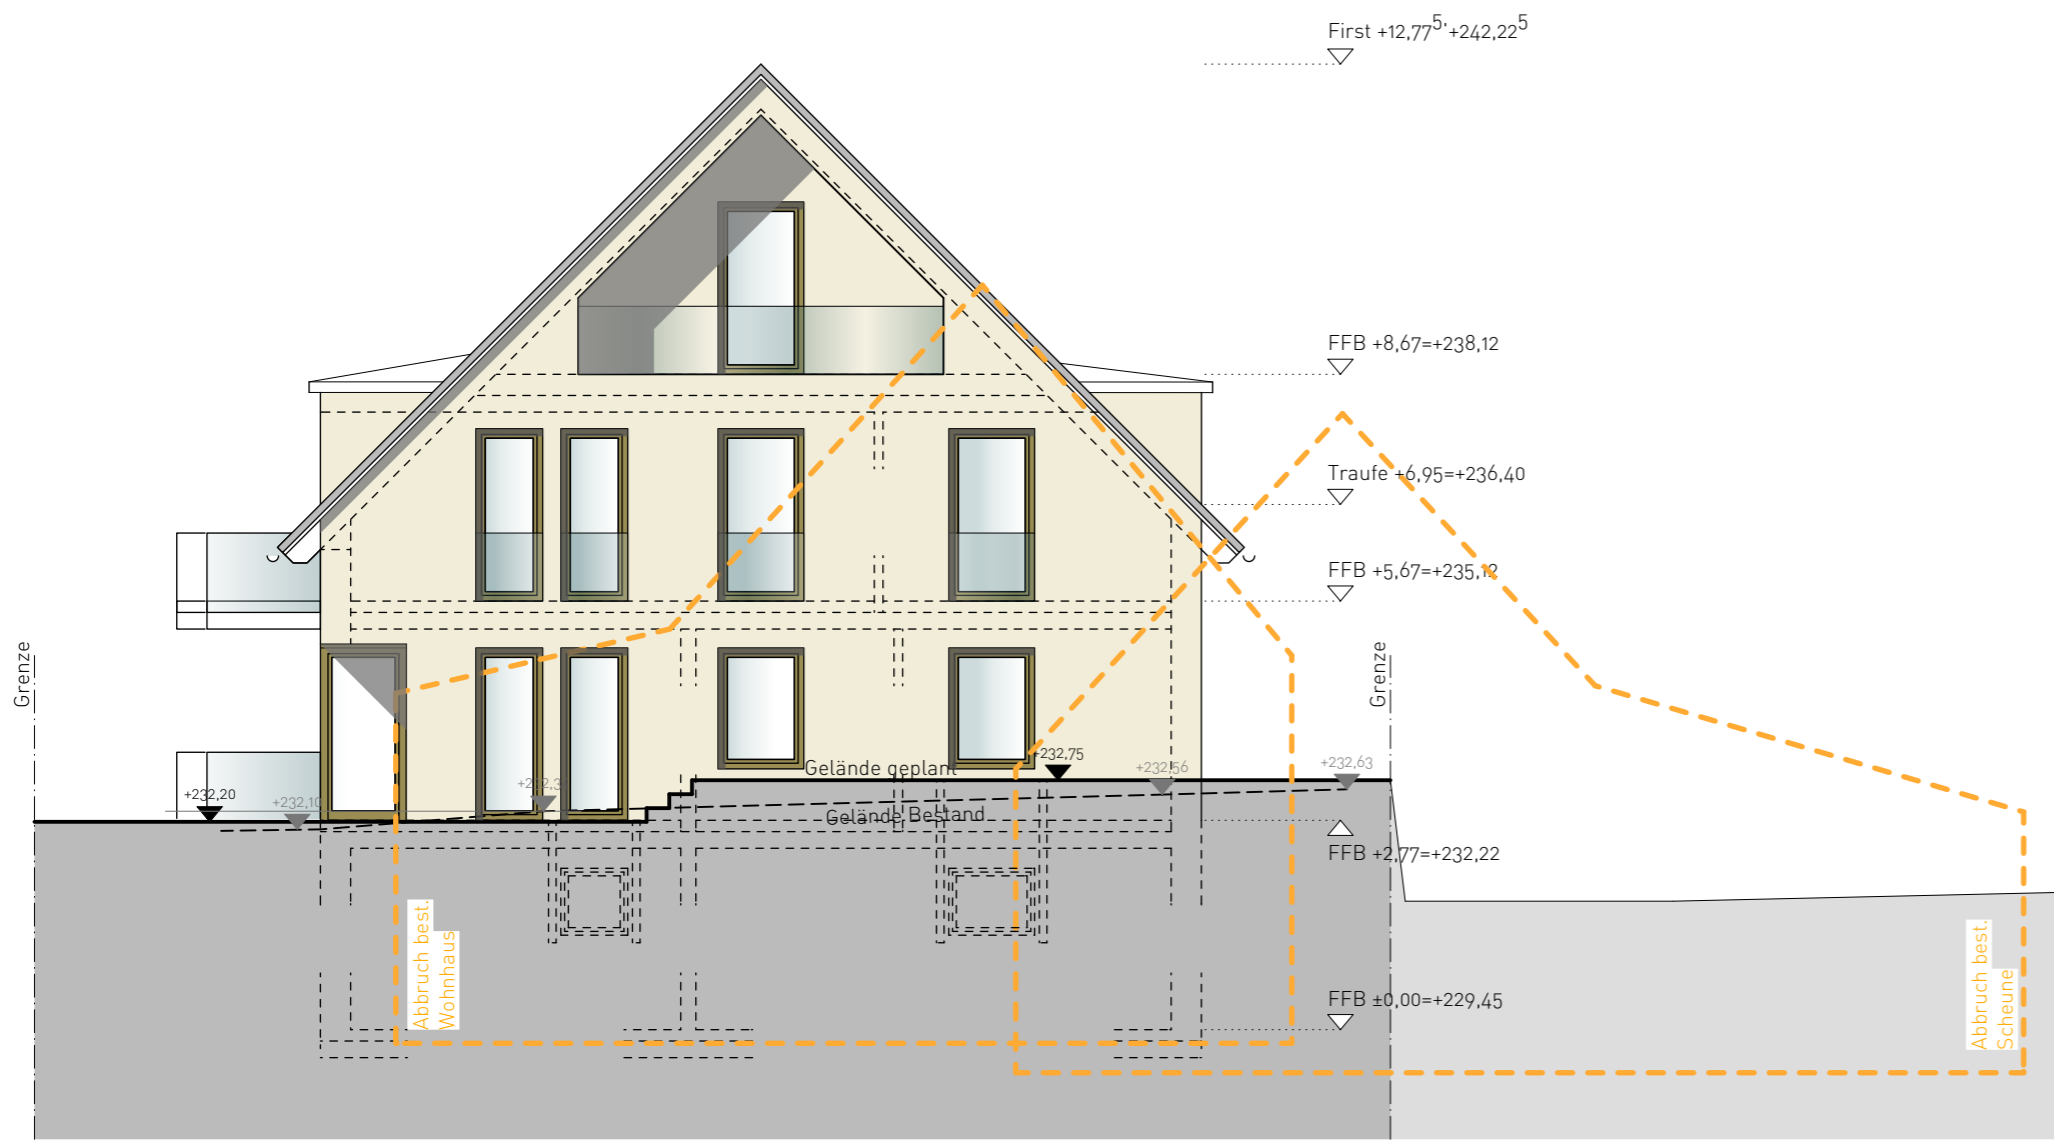 First +12,77⁵, +242,22⁵
FFB +8,67=+238,12
Traufe +6,95=+236,40
FFB +5,67=+235,12
Grenze
Grenze
+232,75
Gelände geplant
+232,56
+232,63
+232,20
+232,10
+232,3
Gelände Bestand
FFB +2,77=+232,22
Abbruch best.
Wohnhaus
Abbruch best.
Scheune
FFB ±0,00=+229,45